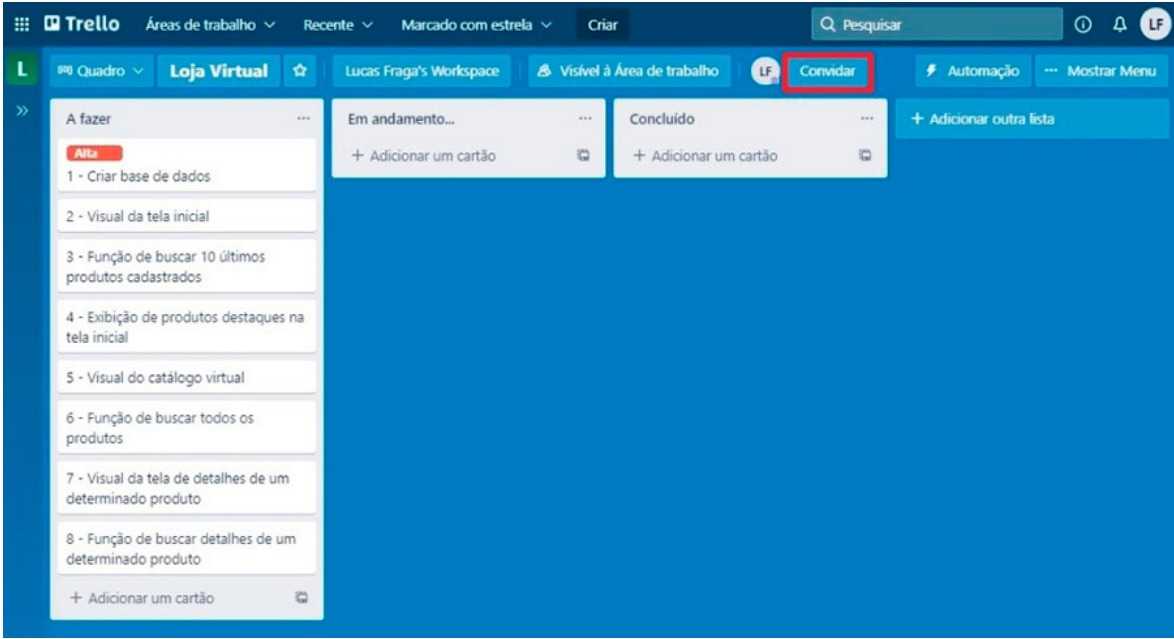 Trello Áreas de trabalho Recente Marcado com estrela Criar Pesquisar LF
L Quadro Loja Virtual Lucas Fraga's Workspace Visível à Área de trabalho LF Convidar Automação ··· Mostrar Menu
A fazer ···
Alta
1 - Criar base de dados
2 - Visual da tela inicial
3 - Função de buscar 10 últimos
produtos cadastrados
4 - Exibição de produtos destaques na
tela inicial
5 - Visual do catálogo virtual
6 - Função de buscar todos os
produtos
7 - Visual da tela de detalhes de um
determinado produto
8 - Função de buscar detalhes de um
determinado produto
+ Adicionar um cartão
Em andamento... ···
+ Adicionar um cartão
Concluído ···
+ Adicionar um cartão
+ Adicionar outra lista